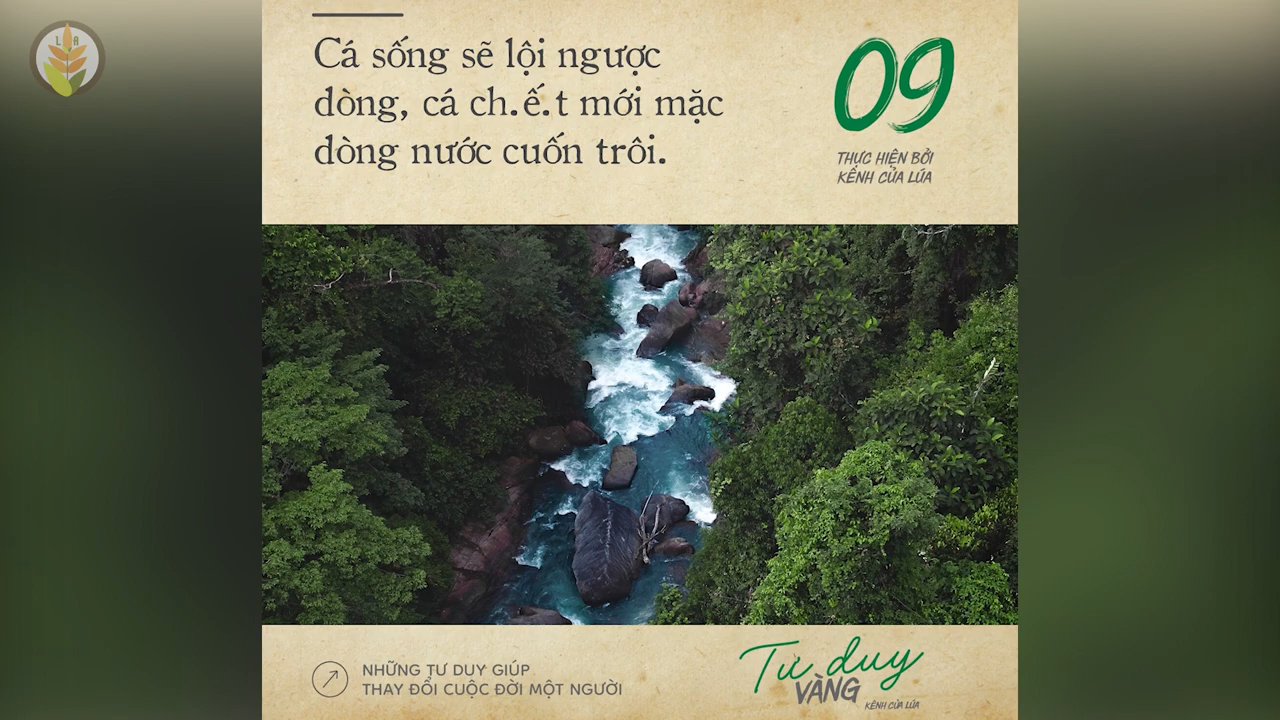 L A
Cá sống sẽ lội ngược
dòng, cá ch.ế.t mới mặc
dòng nước cuốn trôi.
09
THỰC HIỆN BỞI
KÊNH CỦA LÚA
NHỮNG TƯ DUY GIÚP
THAY ĐỔI CUỘC ĐỜI MỘT NGƯỜI
Tư duy
VÀNG
KÊNH CỦA LÚA